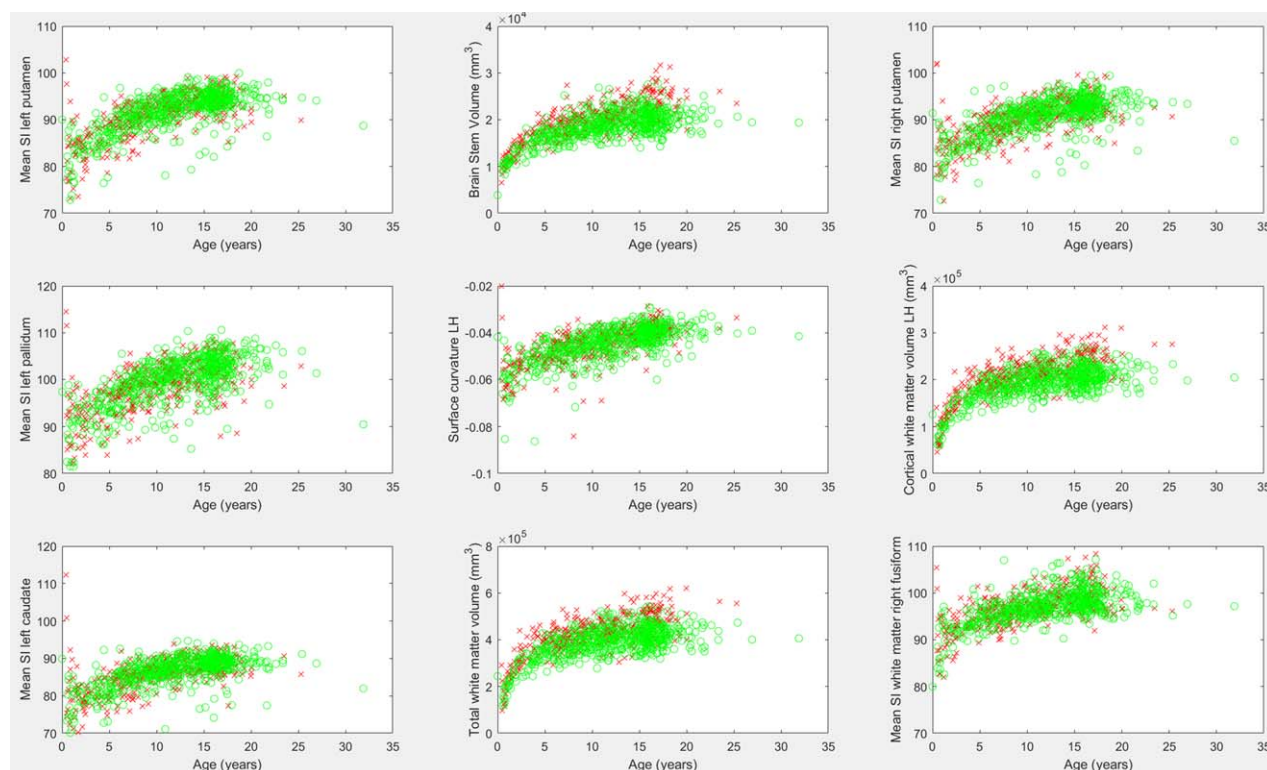 Mean SI left putamen
110
100
90
80
70
0 5 10 15 20 25 30 35
Age (years)
Brain Stem Volume (mm³)
×10⁴
4
3
2
1
0
0 5 10 15 20 25 30 35
Age (years)
Mean SI right putamen
110
100
90
80
70
0 5 10 15 20 25 30 35
Age (years)
Mean SI left pallidum
120
110
100
90
80
0 5 10 15 20 25 30 35
Age (years)
Surface curvature LH
-0.02
-0.04
-0.06
-0.08
-0.1
0 5 10 15 20 25 30 35
Age (years)
Cortical white matter volume LH (mm³)
×10⁵
4
3
2
1
0
0 5 10 15 20 25 30 35
Age (years)
Mean SI left caudate
120
110
100
90
80
70
0 5 10 15 20 25 30 35
Age (years)
Total white matter volume (mm³)
×10⁵
8
6
4
2
0
0 5 10 15 20 25 30 35
Age (years)
Mean SI white matter right fusiform
110
100
90
80
70
0 5 10 15 20 25 30 35
Age (years)